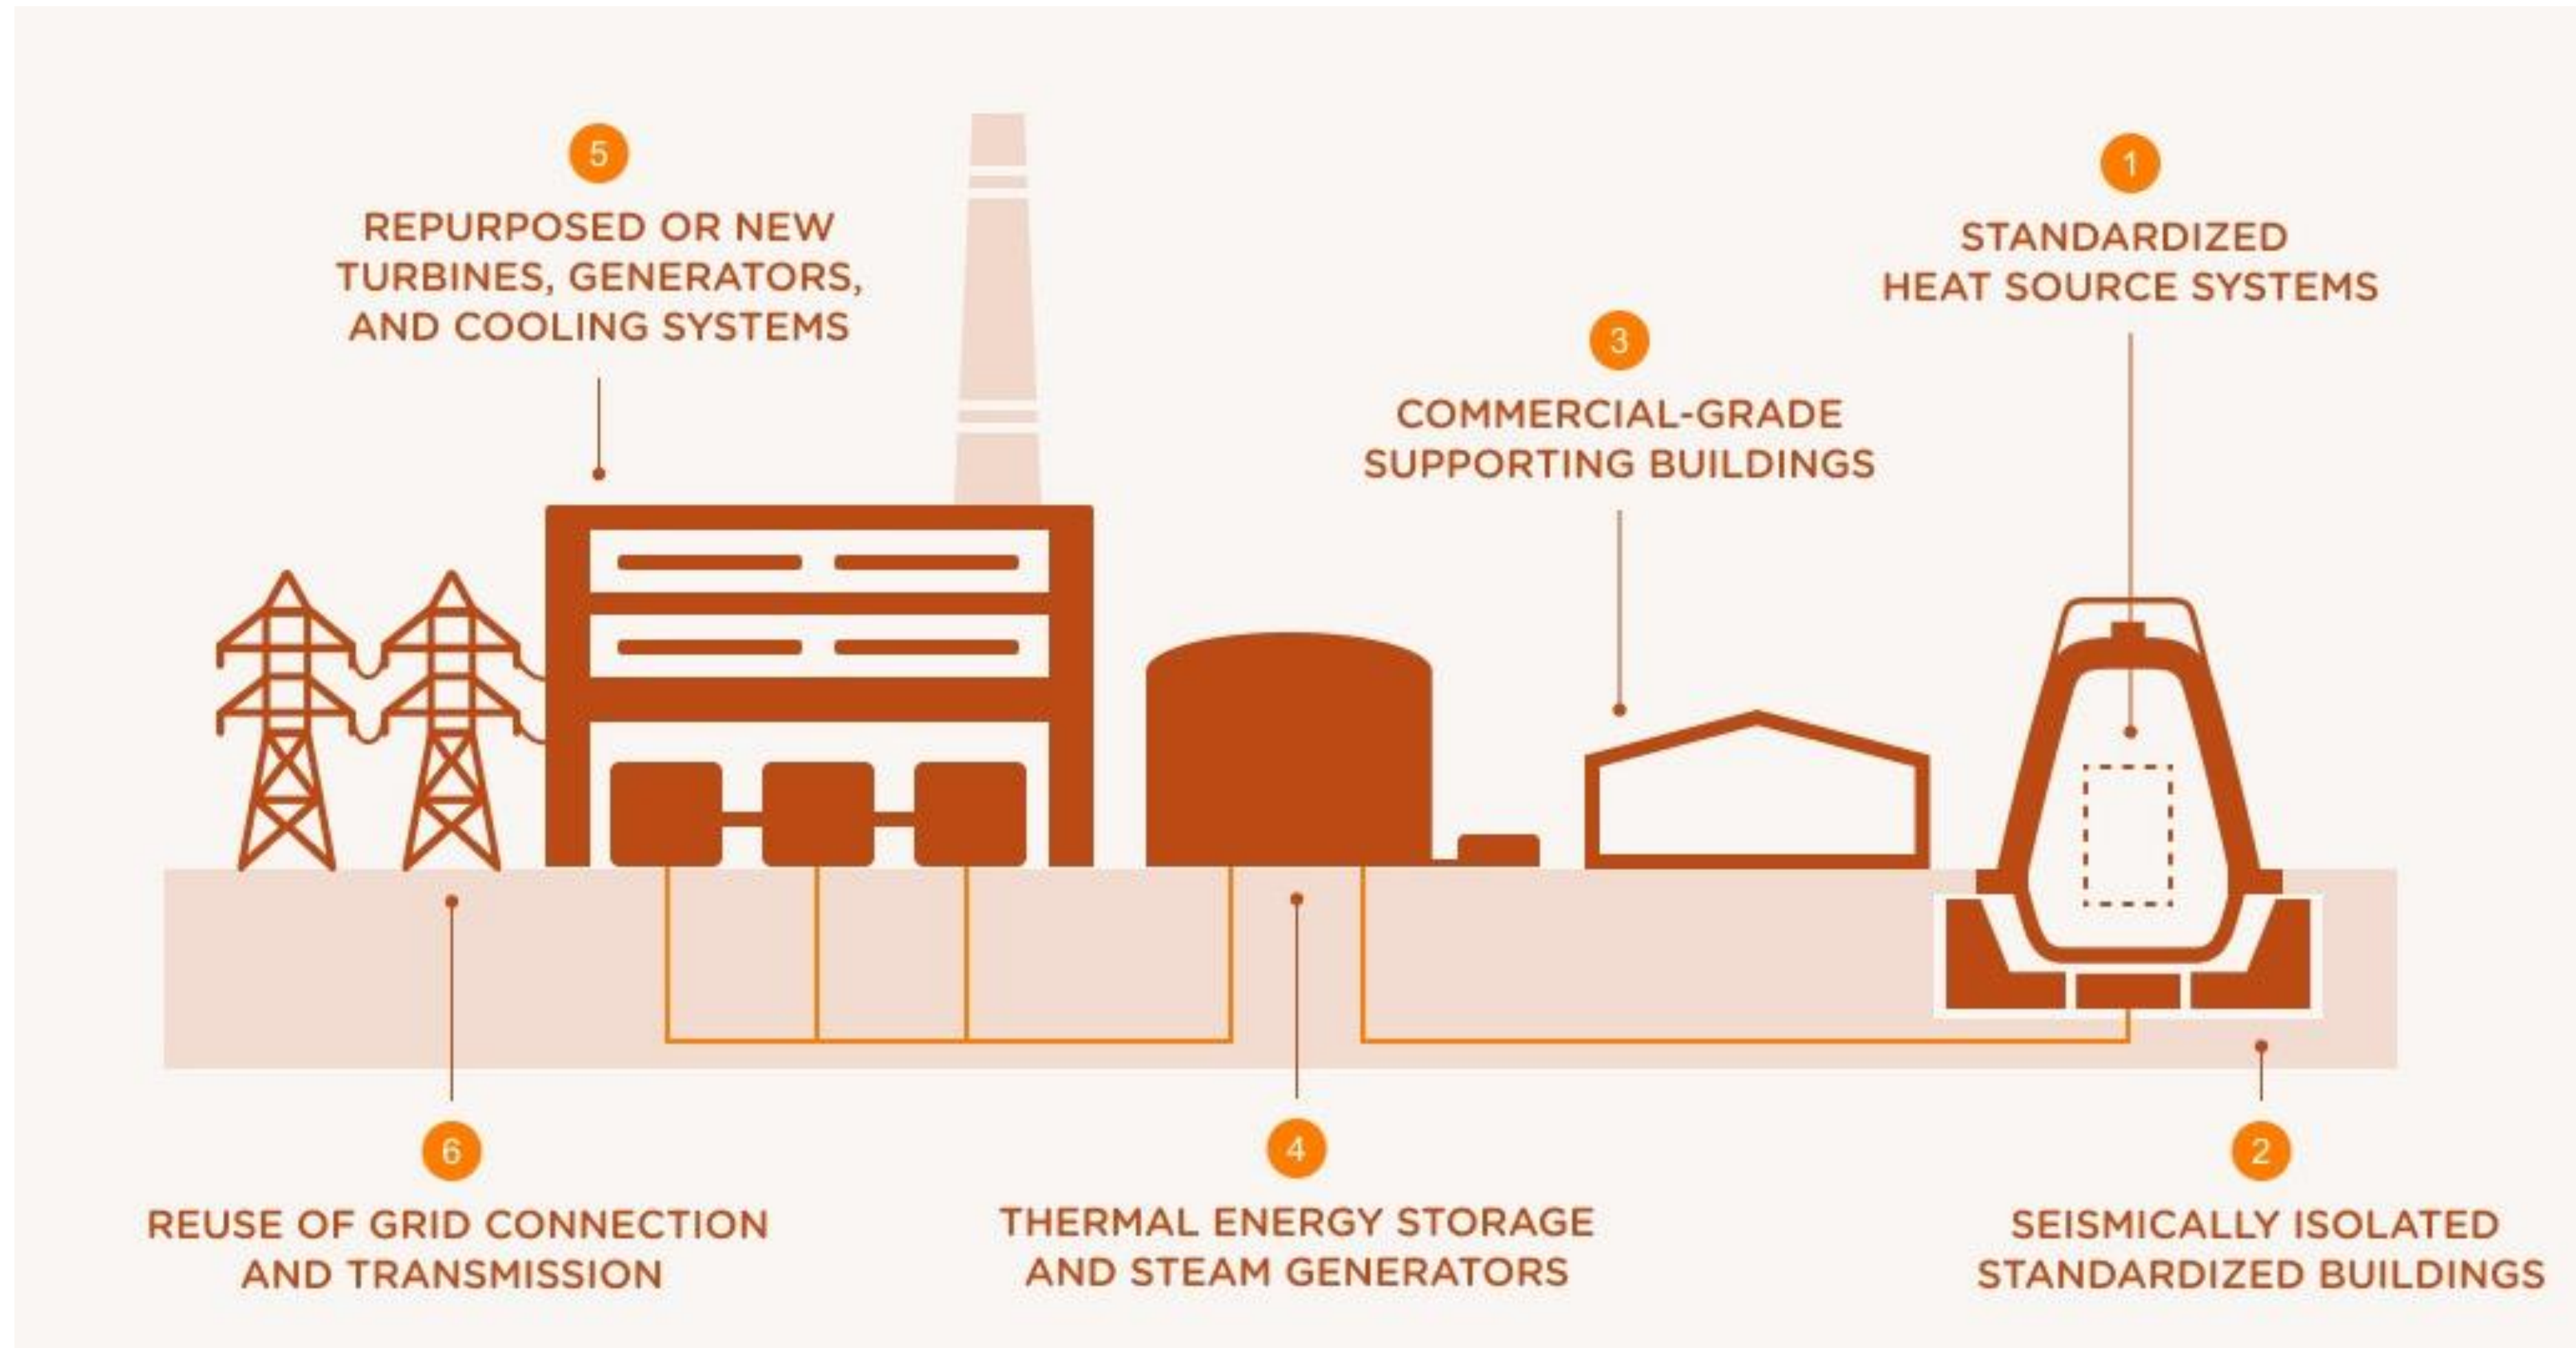 5
REPURPOSED OR NEW
TURBINES, GENERATORS,
AND COOLING SYSTEMS
1
STANDARDIZED
HEAT SOURCE SYSTEMS
3
COMMERCIAL-GRADE
SUPPORTING BUILDINGS
6
REUSE OF GRID CONNECTION
AND TRANSMISSION
4
THERMAL ENERGY STORAGE
AND STEAM GENERATORS
2
SEISMICALLY ISOLATED
STANDARDIZED BUILDINGS